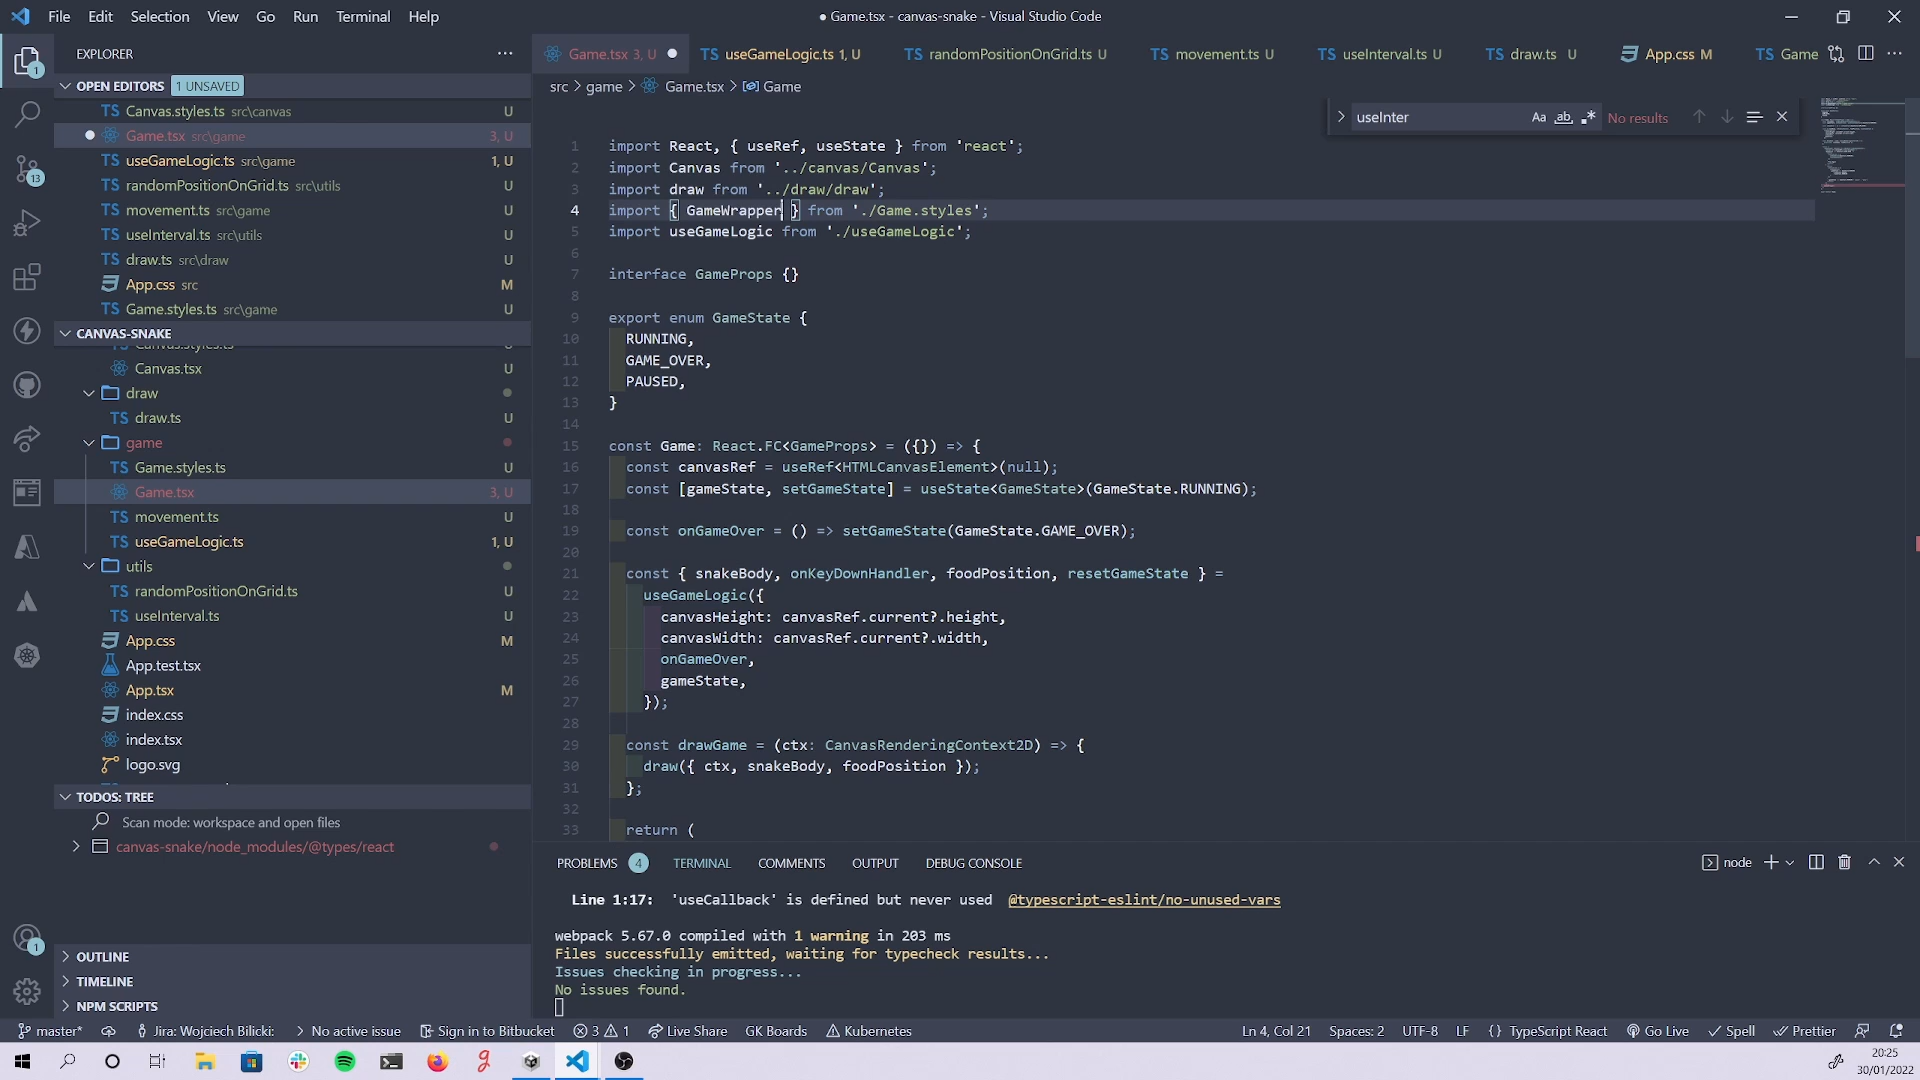 File Edit Selection View Go Run Terminal Help
● Game.tsx - canvas-snake - Visual Studio Code
EXPLORER
OPEN EDITORS 1 UNSAVED
TS Canvas.styles.ts src\canvas U
Game.tsx src\game 3, U
TS useGameLogic.ts src\game 1, U
TS randomPositionOnGrid.ts src\utils U
TS movement.ts src\game U
TS useInterval.ts src\utils U
TS draw.ts src\draw U
App.css src M
TS Game.styles.ts src\game U
CANVAS-SNAKE
TS Canvas.styles.ts U
Canvas.tsx U
draw
TS draw.ts U
game
TS Game.styles.ts U
Game.tsx 3, U
TS movement.ts U
TS useGameLogic.ts 1, U
utils
TS randomPositionOnGrid.ts U
TS useInterval.ts U
App.css M
App.test.tsx
App.tsx M
index.css
index.tsx
logo.svg
TODOS: TREE
Scan mode: workspace and open files
canvas-snake/node_modules/@types/react
OUTLINE
TIMELINE
NPM SCRIPTS
1
13
1
Game.tsx 3, U TS useGameLogic.ts 1, U TS randomPositionOnGrid.ts U TS movement.ts U TS useInterval.ts U TS draw.ts U App.css M TS Game
src > game > Game.tsx > Game
useInter Aa ab No results
1 import React, { useRef, useState } from 'react';
2 import Canvas from '../canvas/Canvas';
3 import draw from '../draw/draw';
4 import { GameWrapper } from './Game.styles';
5 import useGameLogic from './useGameLogic';
6
7 interface GameProps {}
8
9 export enum GameState {
10 RUNNING,
11 GAME_OVER,
12 PAUSED,
13 }
14
15 const Game: React.FC<GameProps> = ({}) => {
16 const canvasRef = useRef<HTMLCanvasElement>(null);
17 const [gameState, setGameState] = useState<GameState>(GameState.RUNNING);
18
19 const onGameOver = () => setGameState(GameState.GAME_OVER);
20
21 const { snakeBody, onKeyDownHandler, foodPosition, resetGameState } =
22 useGameLogic({
23 canvasHeight: canvasRef.current?.height,
24 canvasWidth: canvasRef.current?.width,
25 onGameOver,
26 gameState,
27 });
28
29 const drawGame = (ctx: CanvasRenderingContext2D) => {
30 draw({ ctx, snakeBody, foodPosition });
31 };
32
33 return (
PROBLEMS 4 TERMINAL COMMENTS OUTPUT DEBUG CONSOLE node
Line 1:17: 'useCallback' is defined but never used @typescript-eslint/no-unused-vars
webpack 5.67.0 compiled with 1 warning in 203 ms
Files successfully emitted, waiting for typecheck results...
Issues checking in progress...
No issues found.
master* Jira: Wojciech Bilicki: No active issue Sign in to Bitbucket 3 1 Live Share GK Boards Kubernetes Ln 4, Col 21 Spaces: 2 UTF-8 LF {} TypeScript React Go Live Spell Prettier
20:25
30/01/2022